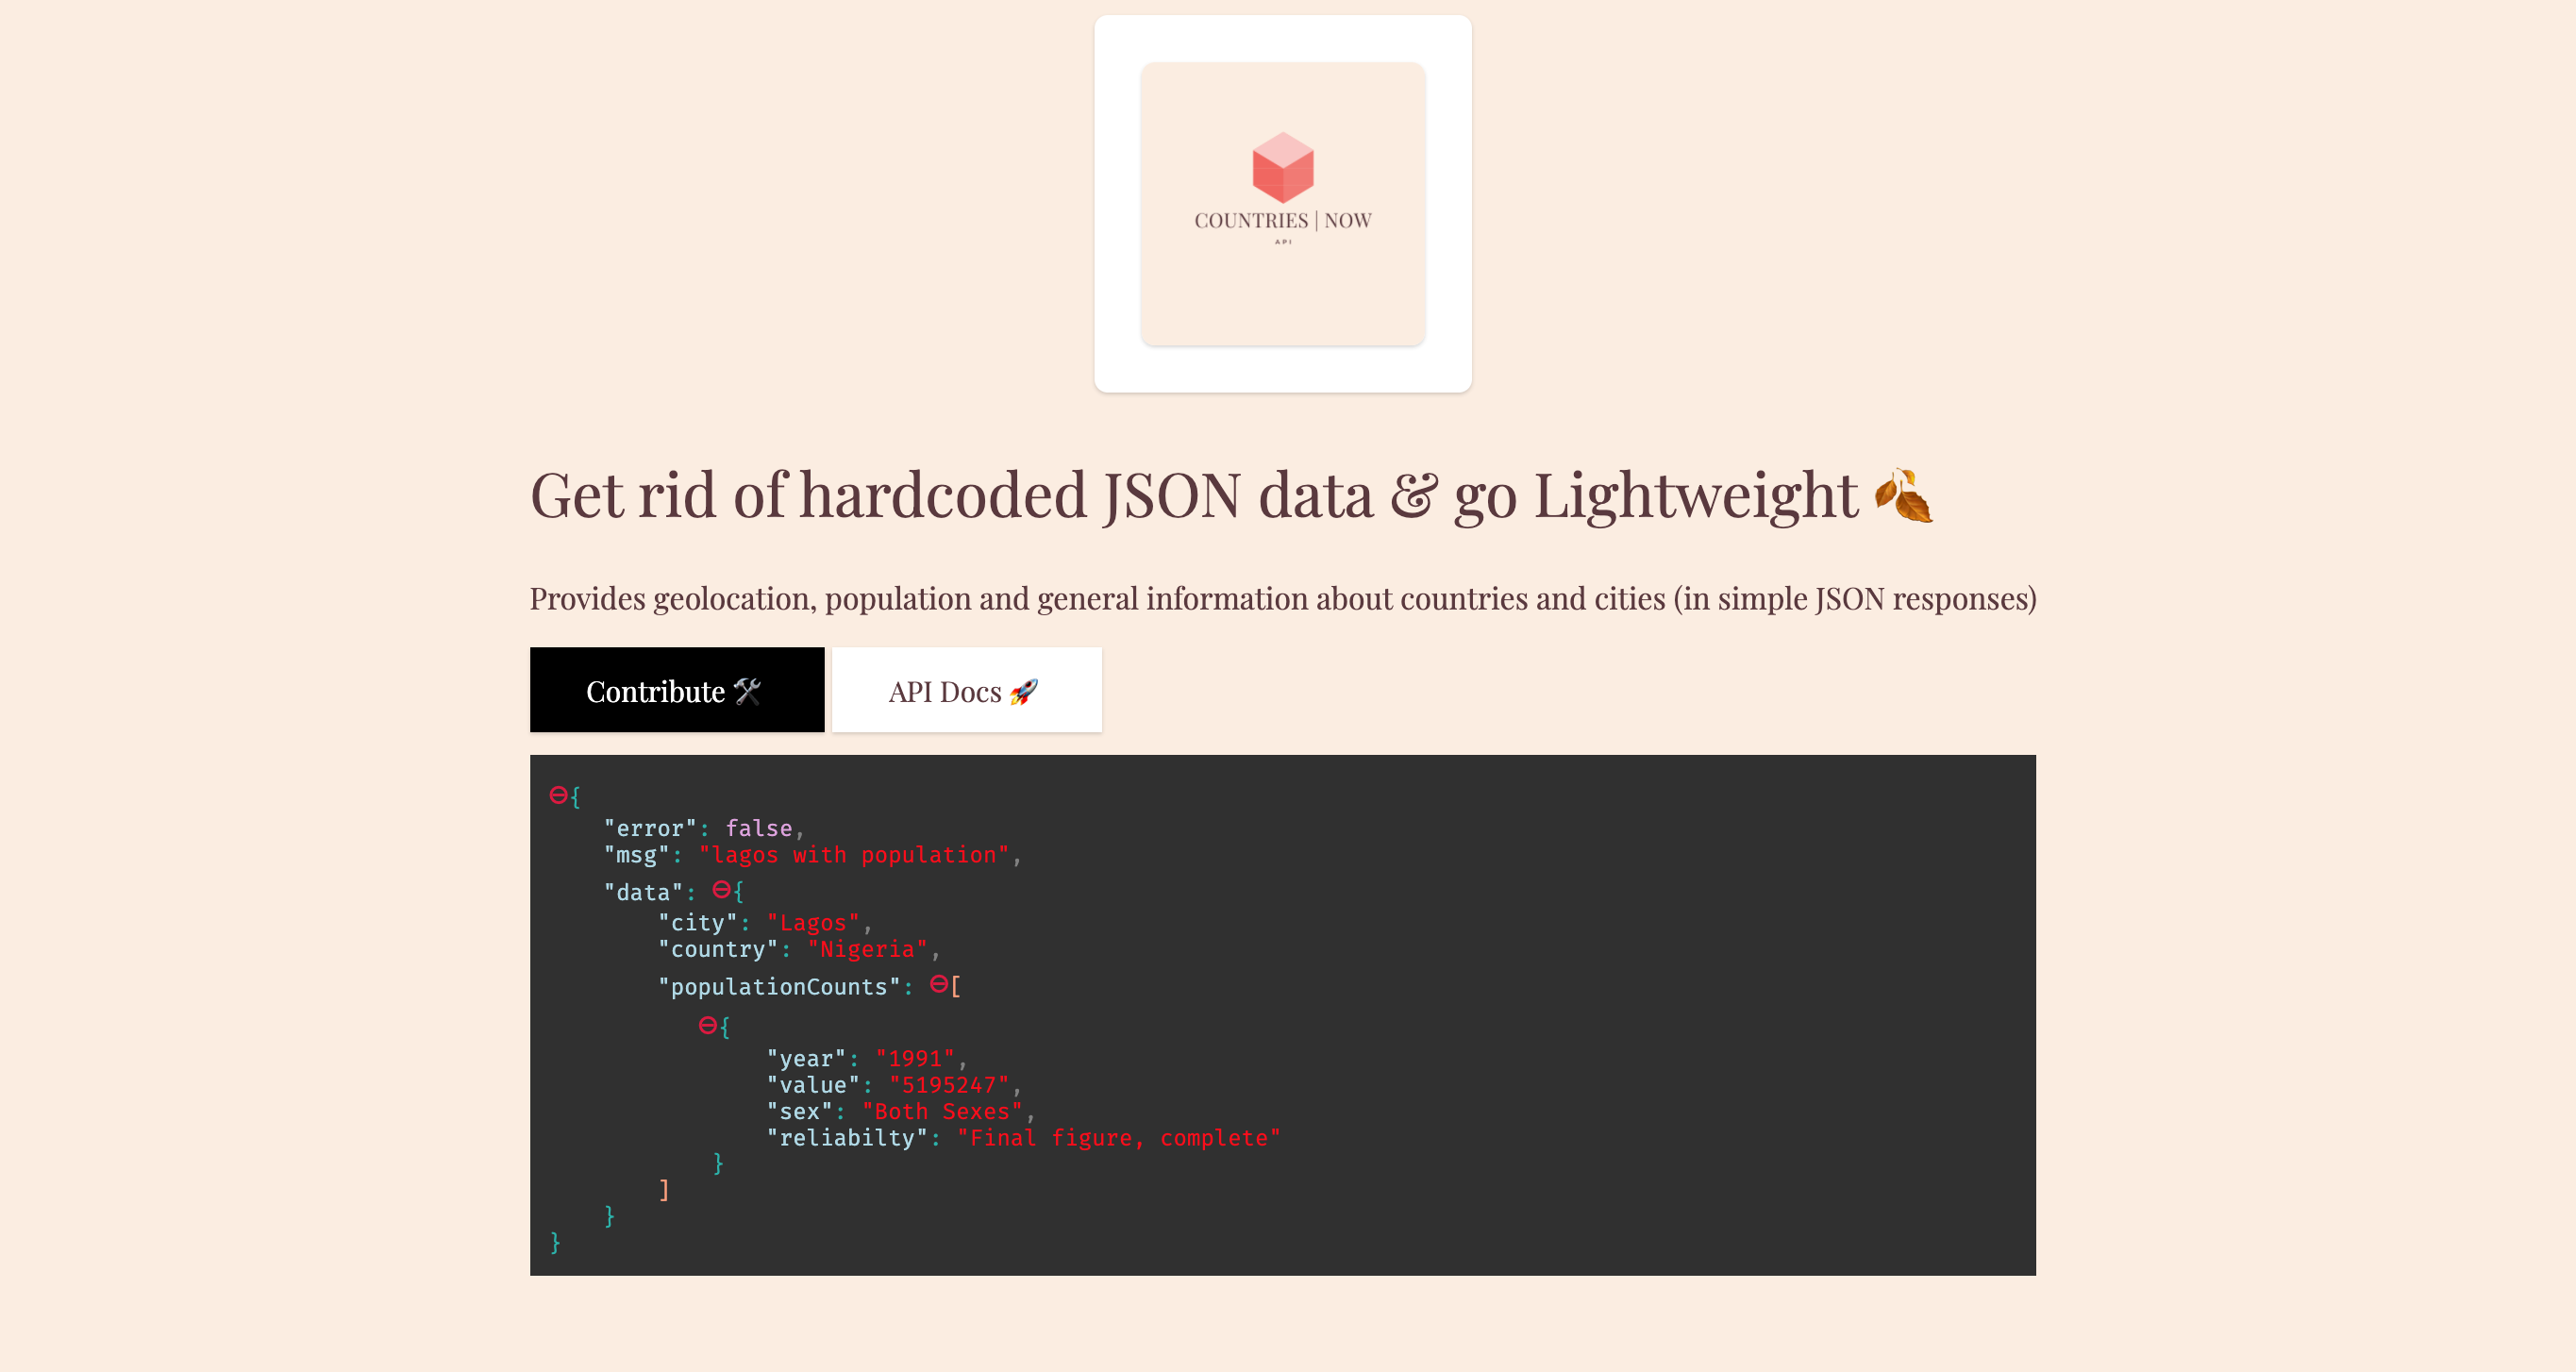 COUNTRIES | NOW
API
Get rid of hardcoded JSON data & go Lightweight 🍂
Provides geolocation, population and general information about countries and cities (in simple JSON responses)
Contribute 🛠️
API Docs 🚀
⊖{
"error": false,
"msg": "lagos with population",
"data": ⊖{
"city": "Lagos",
"country": "Nigeria",
"populationCounts": ⊖[
⊖{
"year": "1991",
"value": "5195247",
"sex": "Both Sexes",
"reliabilty": "Final figure, complete"
}
]
}
}